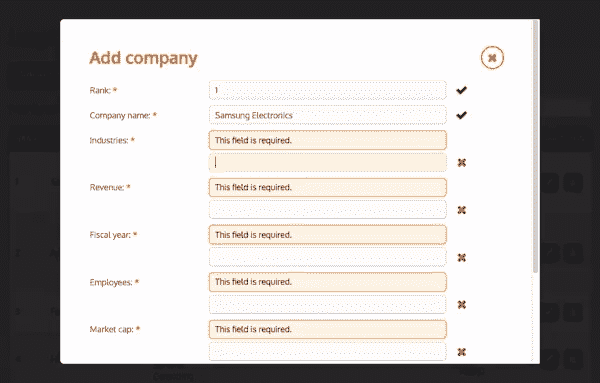 Add company
Rank: *
1
Company name: *
Samsung Electronics
Industries: *
This field is required.
Revenue: *
This field is required.
Fiscal year: *
This field is required.
Employees: *
This field is required.
Market cap: *
This field is required.
Company